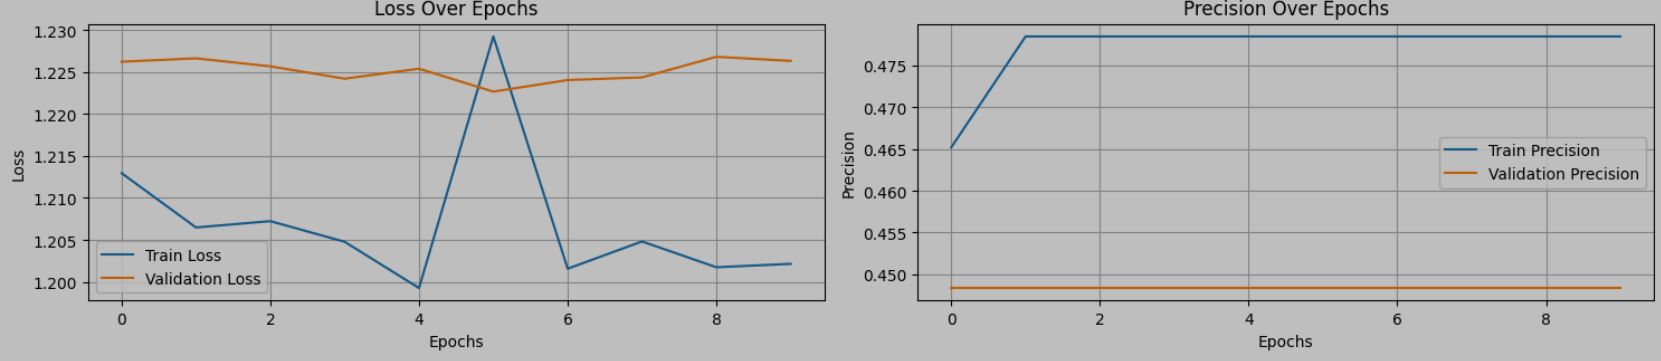 Loss Over Epochs
1.230
1.225
1.220
1.215
1.210
1.205
1.200
Loss
Train Loss
Validation Loss
0 2 4 6 8
Epochs
Precision Over Epochs
0.475
0.470
0.465
0.460
0.455
0.450
Precision
Train Precision
Validation Precision
0 2 4 6 8
Epochs